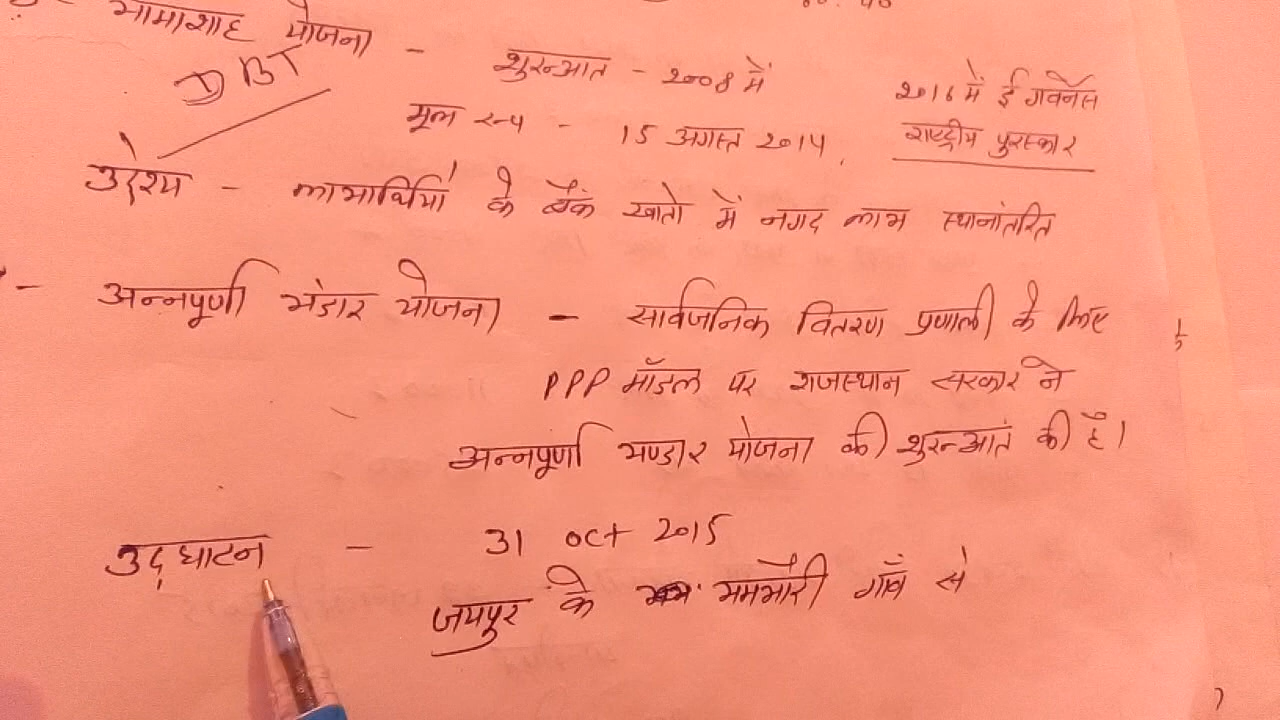 भामाशाह योजना - शुरुआत - 2008 में
DBT
2016 में ई गवर्नेंस
मूल रूप - 15 अगस्त 2014.
राष्ट्रीय पुरस्कार
उद्देश्य - लाभार्थियों के बैंक खातो में नगद लाभ स्थानांतरित
- अन्नपूर्णा भंडार योजना - सार्वजनिक वितरण प्रणाली के लिए
PPP मॉडल पर राजस्थान सरकार ने
अन्नपूर्णा भण्डार योजना की शुरुआत की है।
उद्घाटन - 31 oct 2015
जयपुर के भमभौरी गाँव से